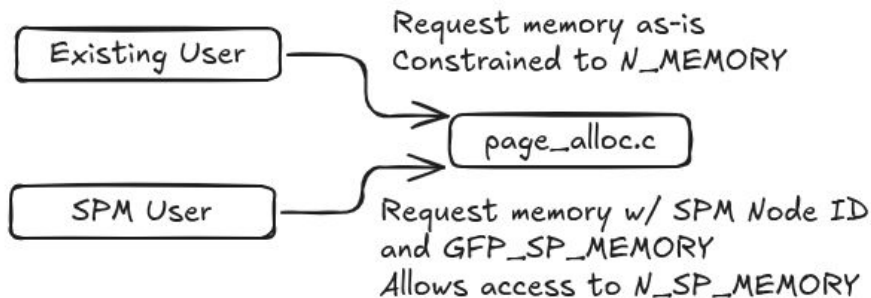 Request memory as-is
Constrained to N_MEMORY
Existing User
page_alloc.c
SPM User
Request memory w/ SPM Node ID
and GFP_SP_MEMORY
Allows access to N_SP_MEMORY